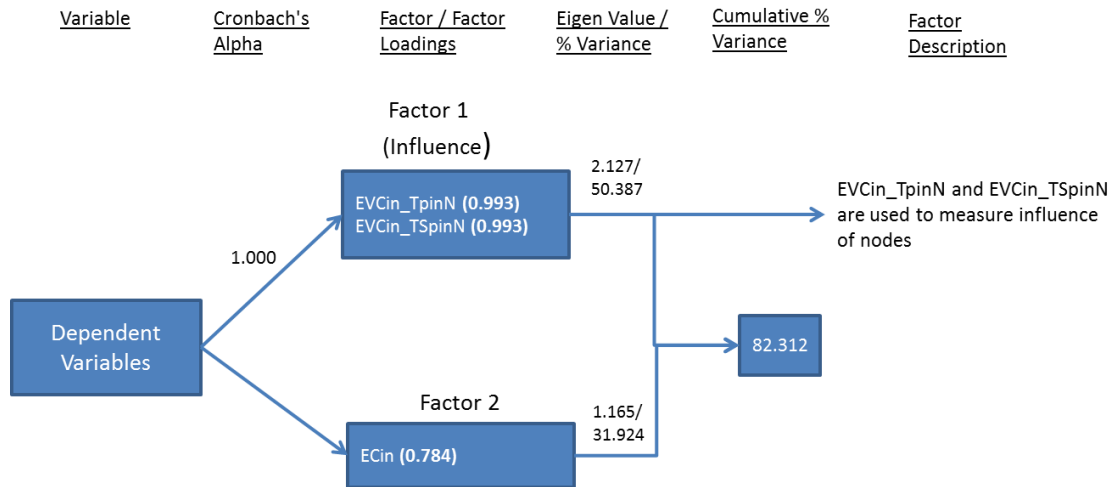 Variable
Cronbach's
Alpha
Factor / Factor
Loadings
Eigen Value /
% Variance
Cumulative %
Variance
Factor
Description
Factor 1
(Influence)
2.127/
50.387
EVCin_TpinN (0.993)
EVCin_TSpinN (0.993)
EVCin_TpinN and EVCin_TSpinN
are used to measure influence
of nodes
1.000
Dependent
Variables
82.312
Factor 2
1.165/
31.924
ECin (0.784)